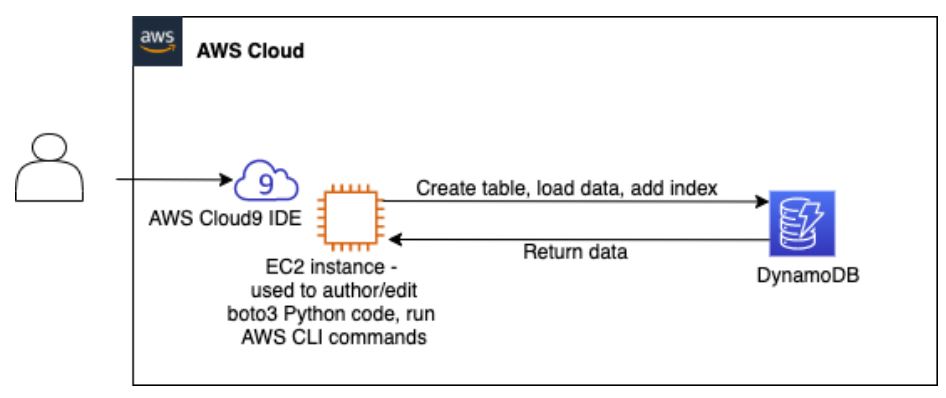 aws
AWS Cloud
9
AWS Cloud9 IDE
Create table, load data, add index
Return data
EC2 instance -
used to author/edit
boto3 Python code, run
AWS CLI commands
DynamoDB